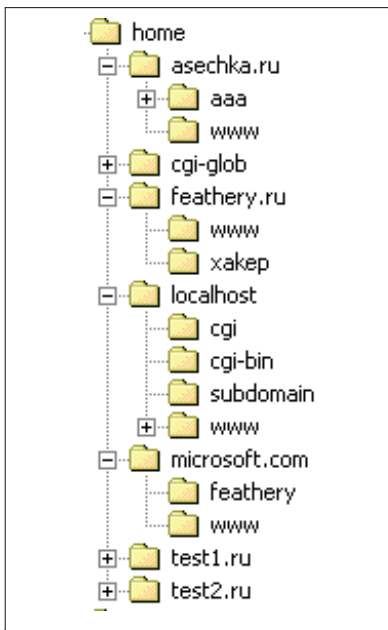 home
asechka.ru
aaa
www
cgi-glob
feathery.ru
www
xakep
localhost
cgi
cgi-bin
subdomain
www
microsoft.com
feathery
www
test1.ru
test2.ru